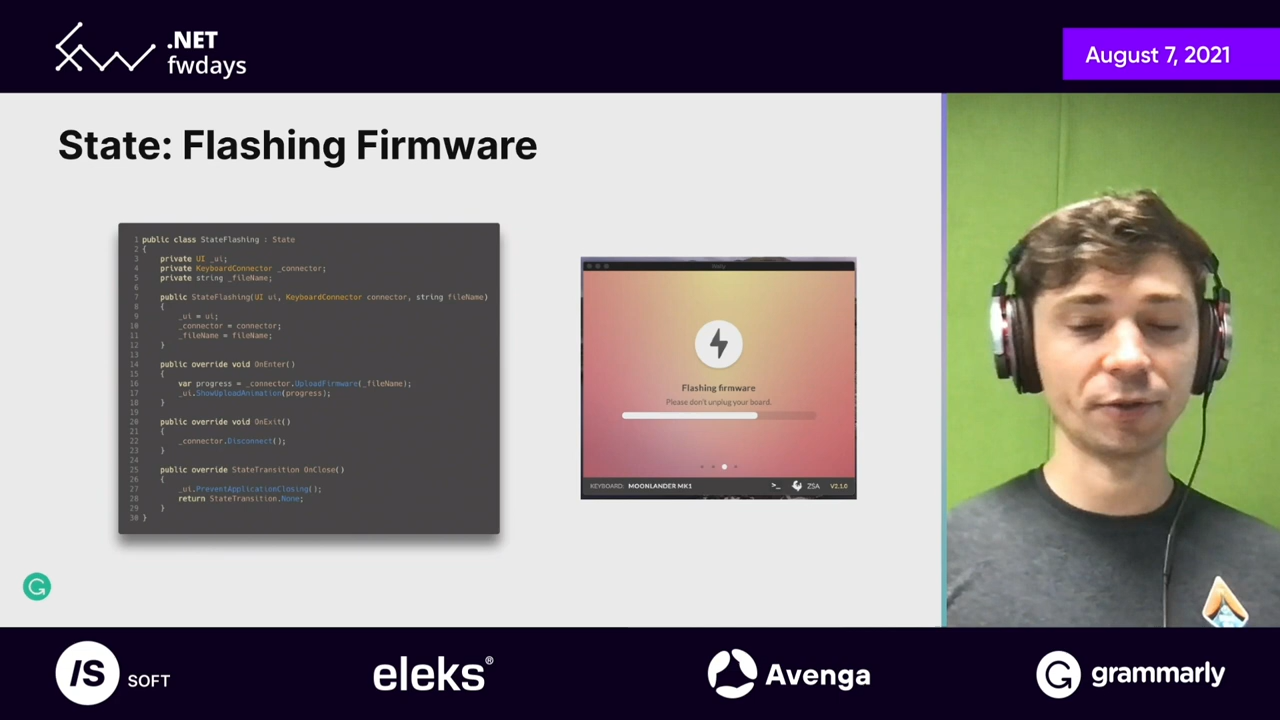 .NET
fwdays
August 7, 2021
State: Flashing Firmware
1 public class StateFlashing : State
2 {
3 private UI _ui;
4 private KeyboardConnector _connector;
5 private string _fileName;
6
7 public StateFlashing(UI ui, KeyboardConnector connector, string fileName)
8 {
9 _ui = ui;
10 _connector = connector;
11 _fileName = fileName;
12 }
13
14 public override void OnEnter()
15 {
16 var progress = _connector.UploadFirmware(_fileName);
17 _ui.ShowUploadAnimation(progress);
18 }
19
20 public override void OnExit()
21 {
22 _connector.Disconnect();
23 }
24
25 public override StateTransition OnClose()
26 {
27 _ui.PreventApplicationClosing();
28 return StateTransition.None;
29 }
30 }
Flashing firmware
Please don't unplug your board.
KEYBOARD: MOONLANDER MK1 >_ ZSA V2.1.0
IS SOFT
eleks®
Avenga
grammarly